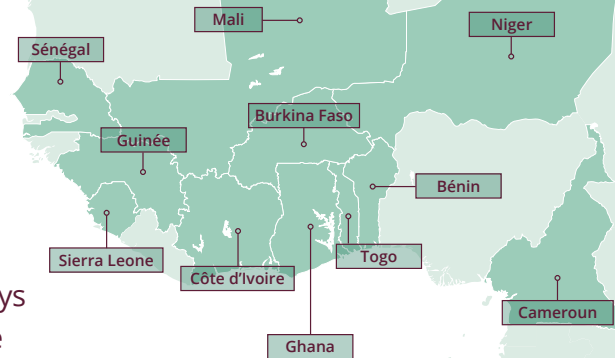 Mali
Niger
Sénégal
Burkina Faso
Guinée
Bénin
Sierra Leone
Togo
Côte d’Ivoire
Cameroun
Ghana